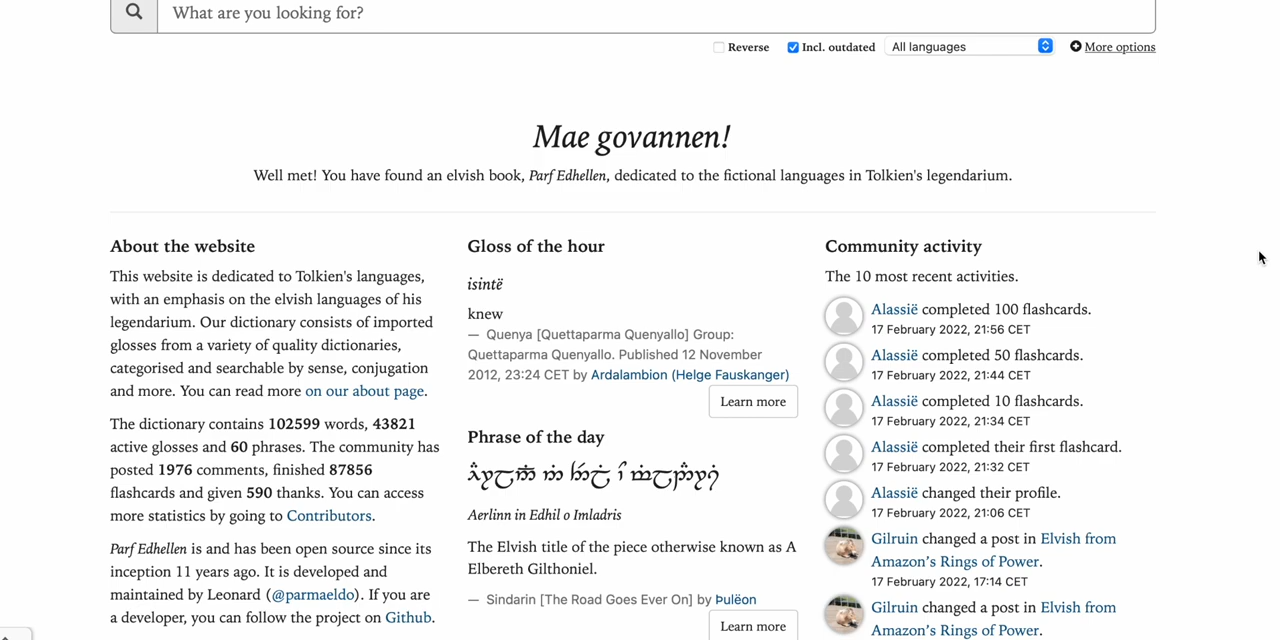 What are you looking for?
Reverse
Incl. outdated
All languages
More options
Mae govannen!
Well met! You have found an elvish book, Parf Edhellen, dedicated to the fictional languages in Tolkien's legendarium.
About the website
This website is dedicated to Tolkien's languages,
with an emphasis on the elvish languages of his
legendarium. Our dictionary consists of imported
glosses from a variety of quality dictionaries,
categorised and searchable by sense, conjugation
and more. You can read more on our about page.
The dictionary contains 102599 words, 43821
active glosses and 60 phrases. The community has
posted 1976 comments, finished 87856
flashcards and given 590 thanks. You can access
more statistics by going to Contributors.
Parf Edhellen is and has been open source since its
inception 11 years ago. It is developed and
maintained by Leonard (@parmaeldo). If you are
a developer, you can follow the project on Github.
Gloss of the hour
isintë
knew
— Quenya [Quettaparma Quenyallo] Group:
Quettaparma Quenyallo. Published 12 November
2012, 23:24 CET by Ardalambion (Helge Fauskanger)
Learn more
Phrase of the day
Aerlinn in Edhil o Imladris
The Elvish title of the piece otherwise known as A
Elbereth Gilthoniel.
— Sindarin [The Road Goes Ever On] by Þulëon
Learn more
Community activity
The 10 most recent activities.
Alassië completed 100 flashcards.
17 February 2022, 21:56 CET
Alassië completed 50 flashcards.
17 February 2022, 21:44 CET
Alassië completed 10 flashcards.
17 February 2022, 21:34 CET
Alassië completed their first flashcard.
17 February 2022, 21:32 CET
Alassië changed their profile.
17 February 2022, 21:06 CET
Gilruin changed a post in Elvish from
Amazon’s Rings of Power.
17 February 2022, 17:14 CET
Gilruin changed a post in Elvish from
Amazon’s Rings of Power.